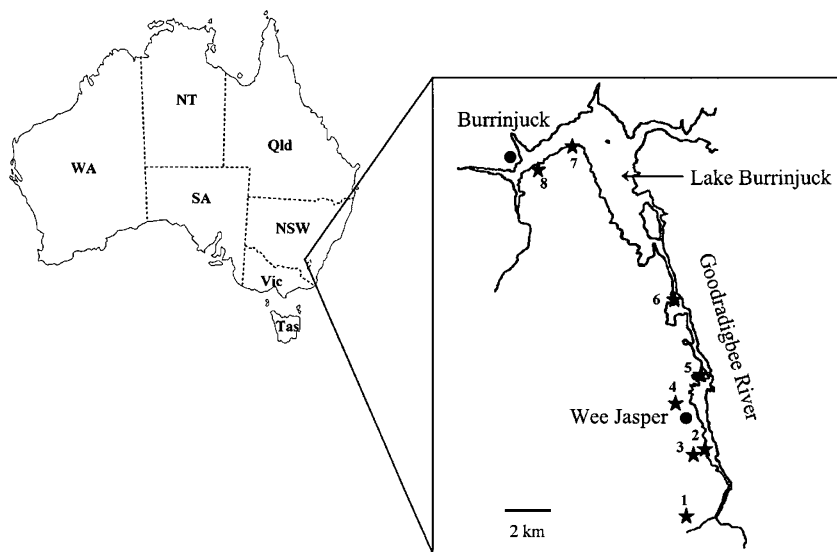 NT
Qld
WA
SA
NSW
Vic
Tas
Burrinjuck
7
8
Lake Burrinjuck
6
Goodradigbee River
5
4
Wee Jasper
2
3
1
2 km